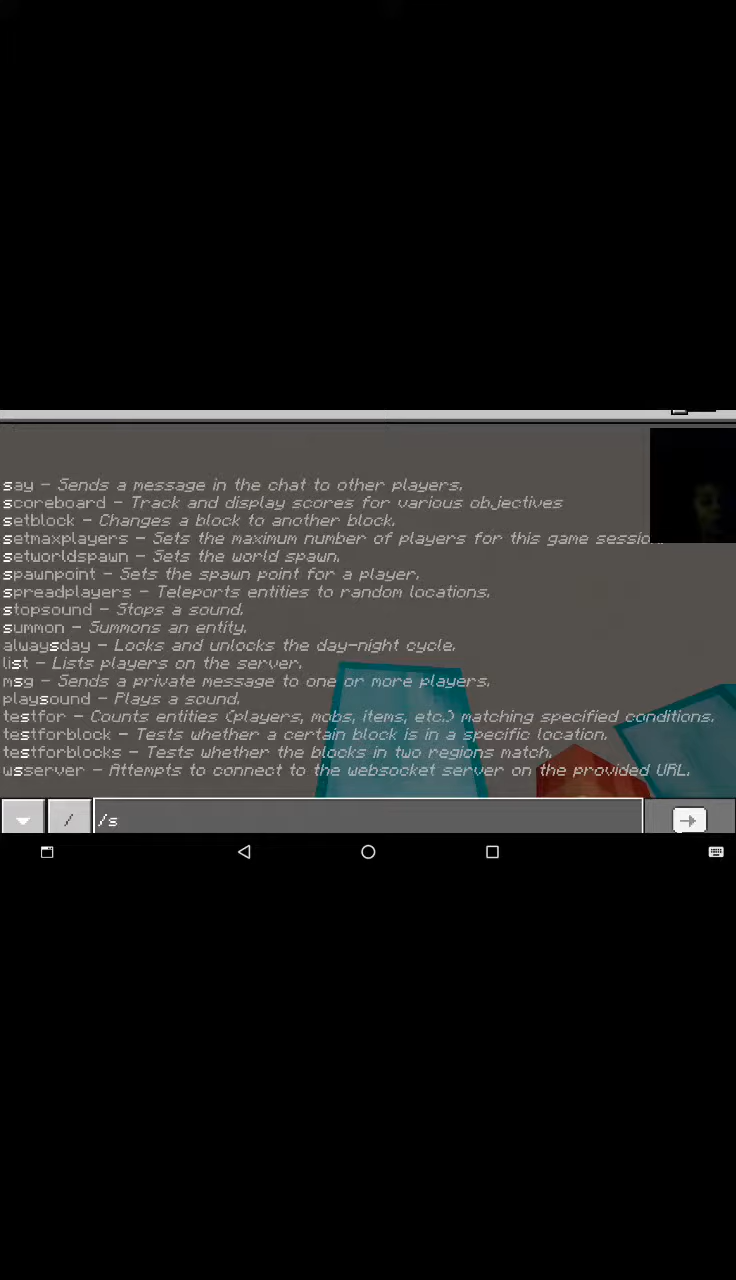 say – Sends a message in the chat to other players.
scoreboard – Track and display scores for various objectives
setblock – Changes a block to another block.
setmaxplayers – Sets the maximum number of players for this game sessio
setworldspawn – Sets the world spawn.
spawnpoint – Sets the spawn point for a player.
spreadplayers – Teleports entities to random locations.
stopsound – Stops a sound.
summon – Summons an entity.
alwaysday – Locks and unlocks the day-night cycle.
list – Lists players on the server.
msg – Sends a private message to one or more players.
playsound – Plays a sound.
testfor – Counts entities (players, mobs, items, etc.) matching specified conditions.
testforblock – Tests whether a certain block is in a specific location.
testforblocks – Tests whether the blocks in two regions match.
wsserver – Attempts to connect to the websocket server on the provided URL.
/ /s